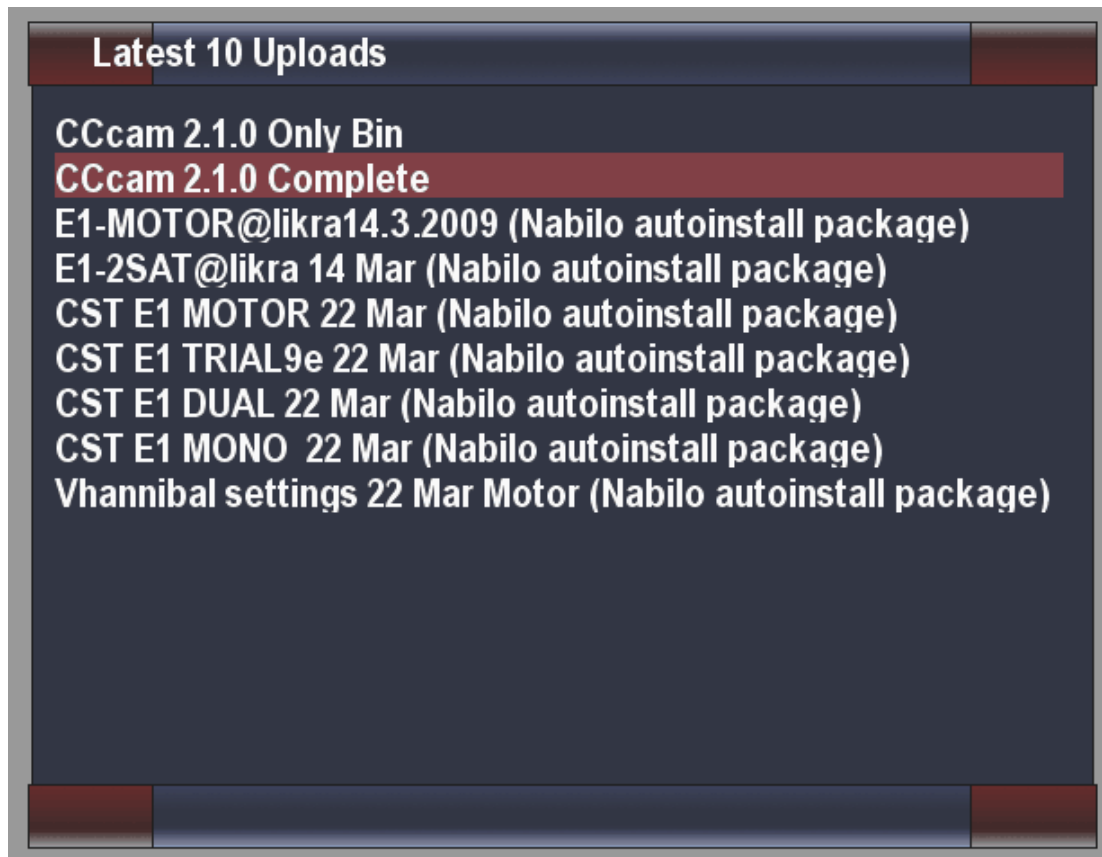 Latest 10 Uploads
CCcam 2.1.0 Only Bin
CCcam 2.1.0 Complete
E1-MOTOR@likra14.3.2009 (Nabilo autoinstall package)
E1-2SAT@likra 14 Mar (Nabilo autoinstall package)
CST E1 MOTOR 22 Mar (Nabilo autoinstall package)
CST E1 TRIAL9e 22 Mar (Nabilo autoinstall package)
CST E1 DUAL 22 Mar (Nabilo autoinstall package)
CST E1 MONO  22 Mar (Nabilo autoinstall package)
Vhannibal settings 22 Mar Motor (Nabilo autoinstall package)